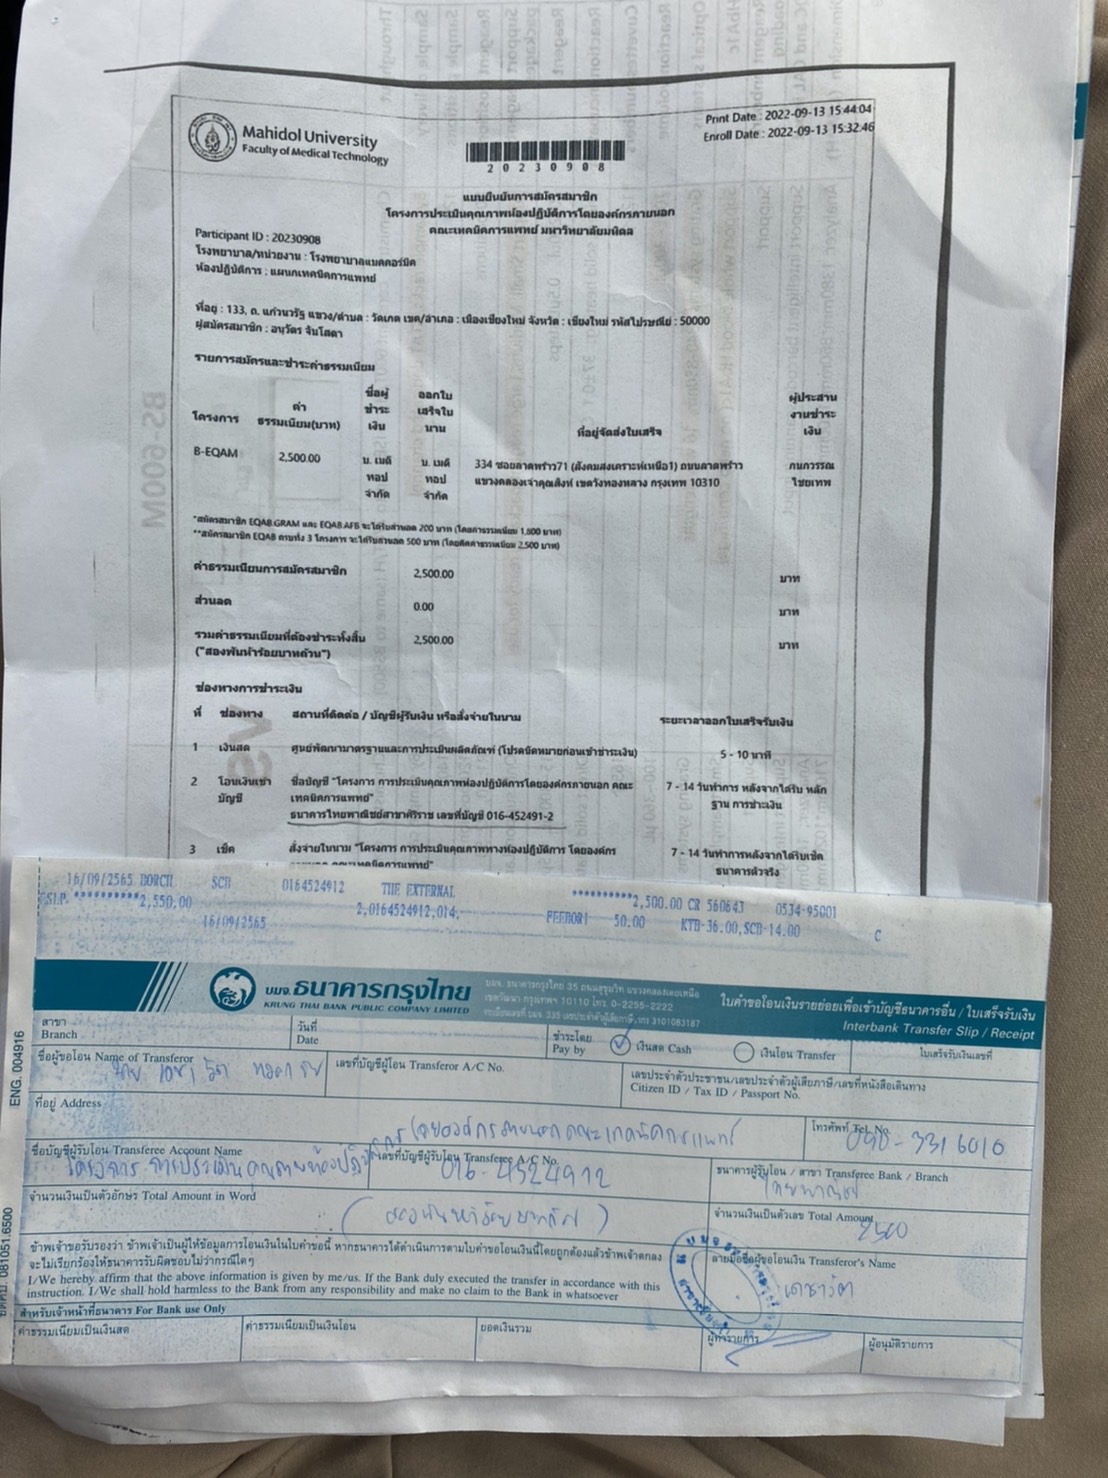 Mahidol University
Faculty of Medical Technology
Print Date : 2022-09-13 15:44:04
Enroll Date : 2022-09-13 15:32:46
20230908
แบบยืนยันการสมัครสมาชิก
โครงการประเมินคุณภาพห้องปฏิบัติการโดยองค์กรภายนอก
คณะเทคนิคการแพทย์ มหาวิทยาลัยมหิดล
Participant ID : 20230908
โรงพยาบาล/หน่วยงาน : โรงพยาบาลแมคคอร์มิค
ห้องปฏิบัติการ : แผนกเทคนิคการแพทย์
ที่อยู่ : 133, ถ. แก้วนวรัฐ แขวง/ตำบล : วัดเกต เขต/อำเภอ : เมืองเชียงใหม่ จังหวัด : เชียงใหม่ รหัสไปรษณีย์ : 50000
ผู้สมัครสมาชิก : อนุวัตร จันโสดา
รายการสมัครและชำระค่าธรรมเนียม
โครงการ ค่าธรรมเนียม(บาท) ชื่อผู้ชำระเงิน ออกใบเสร็จในนาม ที่อยู่จัดส่งใบเสร็จ ผู้ประสานงานชำระเงิน
B-EQAM 2,500.00 บ. เมดิทอปจำกัด บ. เมดิทอปจำกัด 334 ซอยลาดพร้าว71 (สังคมสงเคราะห์เหนือ1) ถนนลาดพร้าว กนกวรรณ
แขวงคลองเจ้าคุณสิงห์ เขตวังทองหลาง กรุงเทพ 10310 ไชยเทพ
*สมัครสมาชิก EQAB.GRAM และ EQAB.AFB จะได้รับส่วนลด 200 บาท (โดยค่าธรรมเนียม 1,800 บาท)
**สมัครสมาชิก EQAB ครบทั้ง 3 โครงการ จะได้รับส่วนลด 500 บาท (โดยคิดค่าธรรมเนียม 2,500 บาท)
ค่าธรรมเนียมการสมัครสมาชิก 2,500.00 บาท
ส่วนลด 0.00 บาท
รวมค่าธรรมเนียมที่ต้องชำระทั้งสิ้น 2,500.00 บาท
("สองพันห้าร้อยบาทถ้วน")
ช่องทางการชำระเงิน
ที่ ช่องทาง สถานที่ติดต่อ / บัญชีผู้รับเงิน หรือสั่งจ่ายในนาม ระยะเวลาออกใบเสร็จรับเงิน
1 เงินสด ศูนย์พัฒนามาตรฐานและการประเมินผลิตภัณฑ์ (โปรดนัดหมายก่อนเข้าชำระเงิน) 5 - 10 นาที
2 โอนเงินเข้า ชื่อบัญชี "โครงการ การประเมินคุณภาพห้องปฏิบัติการโดยองค์กรภายนอก คณะ 7 - 14 วันทำการ หลังจากได้รับ หลัก
บัญชี เทคนิคการแพทย์" ฐาน การชำระเงิน
ธนาคารไทยพาณิชย์สาขาศิริราช เลขที่บัญชี 016-452491-2
3 เช็ค สั่งจ่ายในนาม "โครงการ การประเมินคุณภาพทางห้องปฏิบัติการ โดยองค์กร 7 - 14 วันทำการหลังจากได้รับเช็ค
ภายนอก คณะเทคนิคการแพทย์" ธนาคารตัวจริง
16/09/2565 DORCH SCB 0164524912 THE EXTERNAL **********2,500.00 CR 560643 0534-95001
**********2,550.00 2,0164524912,014, FEEDORI 50.00 KTB-36.00,SCB-14.00 C
16/09/2565
บมจ. ธนาคารกรุงไทย
KRUNG THAI BANK PUBLIC COMPANY LIMITED
บมจ. ธนาคารกรุงไทย 35 ถนนสุขุมวิท แขวงคลองเตยเหนือ
เขตวัฒนา กรุงเทพฯ 10110 โทร. 0-2255-2222
ทะเบียนเลขที่ บมจ. 335 เลขประจำตัวผู้เสียภาษีอากร 3101083187
ใบคำขอโอนเงินรายย่อยเพื่อเข้าบัญชีธนาคารอื่น / ใบเสร็จรับเงิน
Interbank Transfer Slip / Receipt
สาขา
Branch
วันที่
Date
ชำระโดย
Pay by
เงินสด Cash
เงินโอน Transfer
ใบเสร็จรับเงินเลขที่
ชื่อผู้ขอโอน Name of Transferor
เลขที่บัญชีผู้โอน Transferor A/C No.
เลขประจำตัวประชาชน/เลขประจำตัวผู้เสียภาษี/เลขที่หนังสือเดินทาง
Citizen ID / Tax ID / Passport No.
ที่อยู่ Address
โทรศัพท์ Tel. No.
090-3316010
ชื่อบัญชีผู้รับโอน Transferee Account Name
โครงการ การประเมินคุณภาพห้องปฏิบัติการโดยองค์กรภายนอกคณะเทคนิคการแพทย์
เลขที่บัญชีผู้รับโอน Transferee A/C No.
016-4524912
ธนาคารผู้รับโอน / สาขา Transferee Bank / Branch
ไทยพาณิชย์
จำนวนเงินเป็นตัวอักษร Total Amount in Word
(สองพันห้าร้อยบาทถ้วน)
จำนวนเงินเป็นตัวเลข Total Amount
2500
ข้าพเจ้าขอรับรองว่า ข้าพเจ้าเป็นผู้ให้ข้อมูลการโอนเงินในใบคำขอนี้ หากธนาคารได้ดำเนินการตามใบคำขอโอนเงินนี้โดยถูกต้องแล้วข้าพเจ้าตกลง
จะไม่เรียกร้องให้ธนาคารรับผิดชอบไม่ว่ากรณีใดๆ
I/We hereby affirm that the above information is given by me/us. If the Bank duly executed the transfer in accordance with this
instruction. I/We shall hold harmless to the Bank from any responsibility and make no claim to the Bank in whatsoever
ลายมือชื่อผู้ขอโอนเงิน Transferor's Name
สำหรับเจ้าหน้าที่ธนาคาร For Bank use Only
ค่าธรรมเนียมเป็นเงินสด
ค่าธรรมเนียมเป็นเงินโอน
ยอดเงินรวม
ผู้ทำรายการ
ผู้อนุมัติรายการ
ENG. 004916
081051.6500
BS-600M